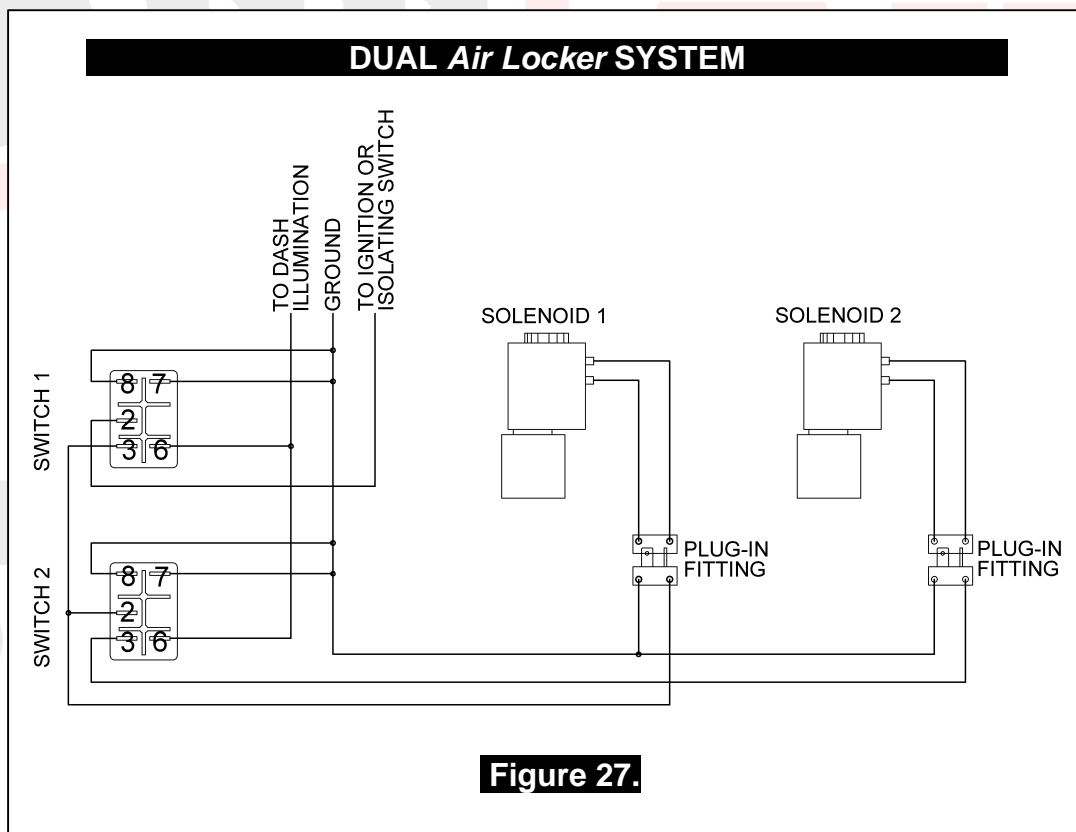 DUAL Air Locker SYSTEM
TO DASH
ILLUMINATION
GROUND
TO IGNITION OR
ISOLATING SWITCH
SOLENOID 1
SOLENOID 2
SWITCH 1
8 7
2
3 6
SWITCH 2
8 7
2
3 6
PLUG-IN
FITTING
PLUG-IN
FITTING
Figure 27.